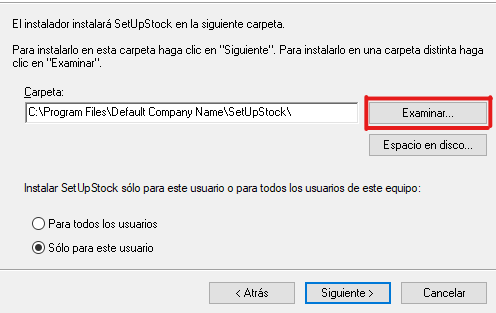 El instalador instalará SetUpStock en la siguiente carpeta.
Para instalarlo en esta carpeta haga clic en "Siguiente". Para instalarlo en una carpeta distinta haga
clic en "Examinar".
Carpeta:
C:\Program Files\Default Company Name\SetUpStock\
Examinar...
Espacio en disco...
Instalar SetUpStock sólo para este usuario o para todos los usuarios de este equipo:
Para todos los usuarios
Sólo para este usuario
< Atrás
Siguiente >
Cancelar